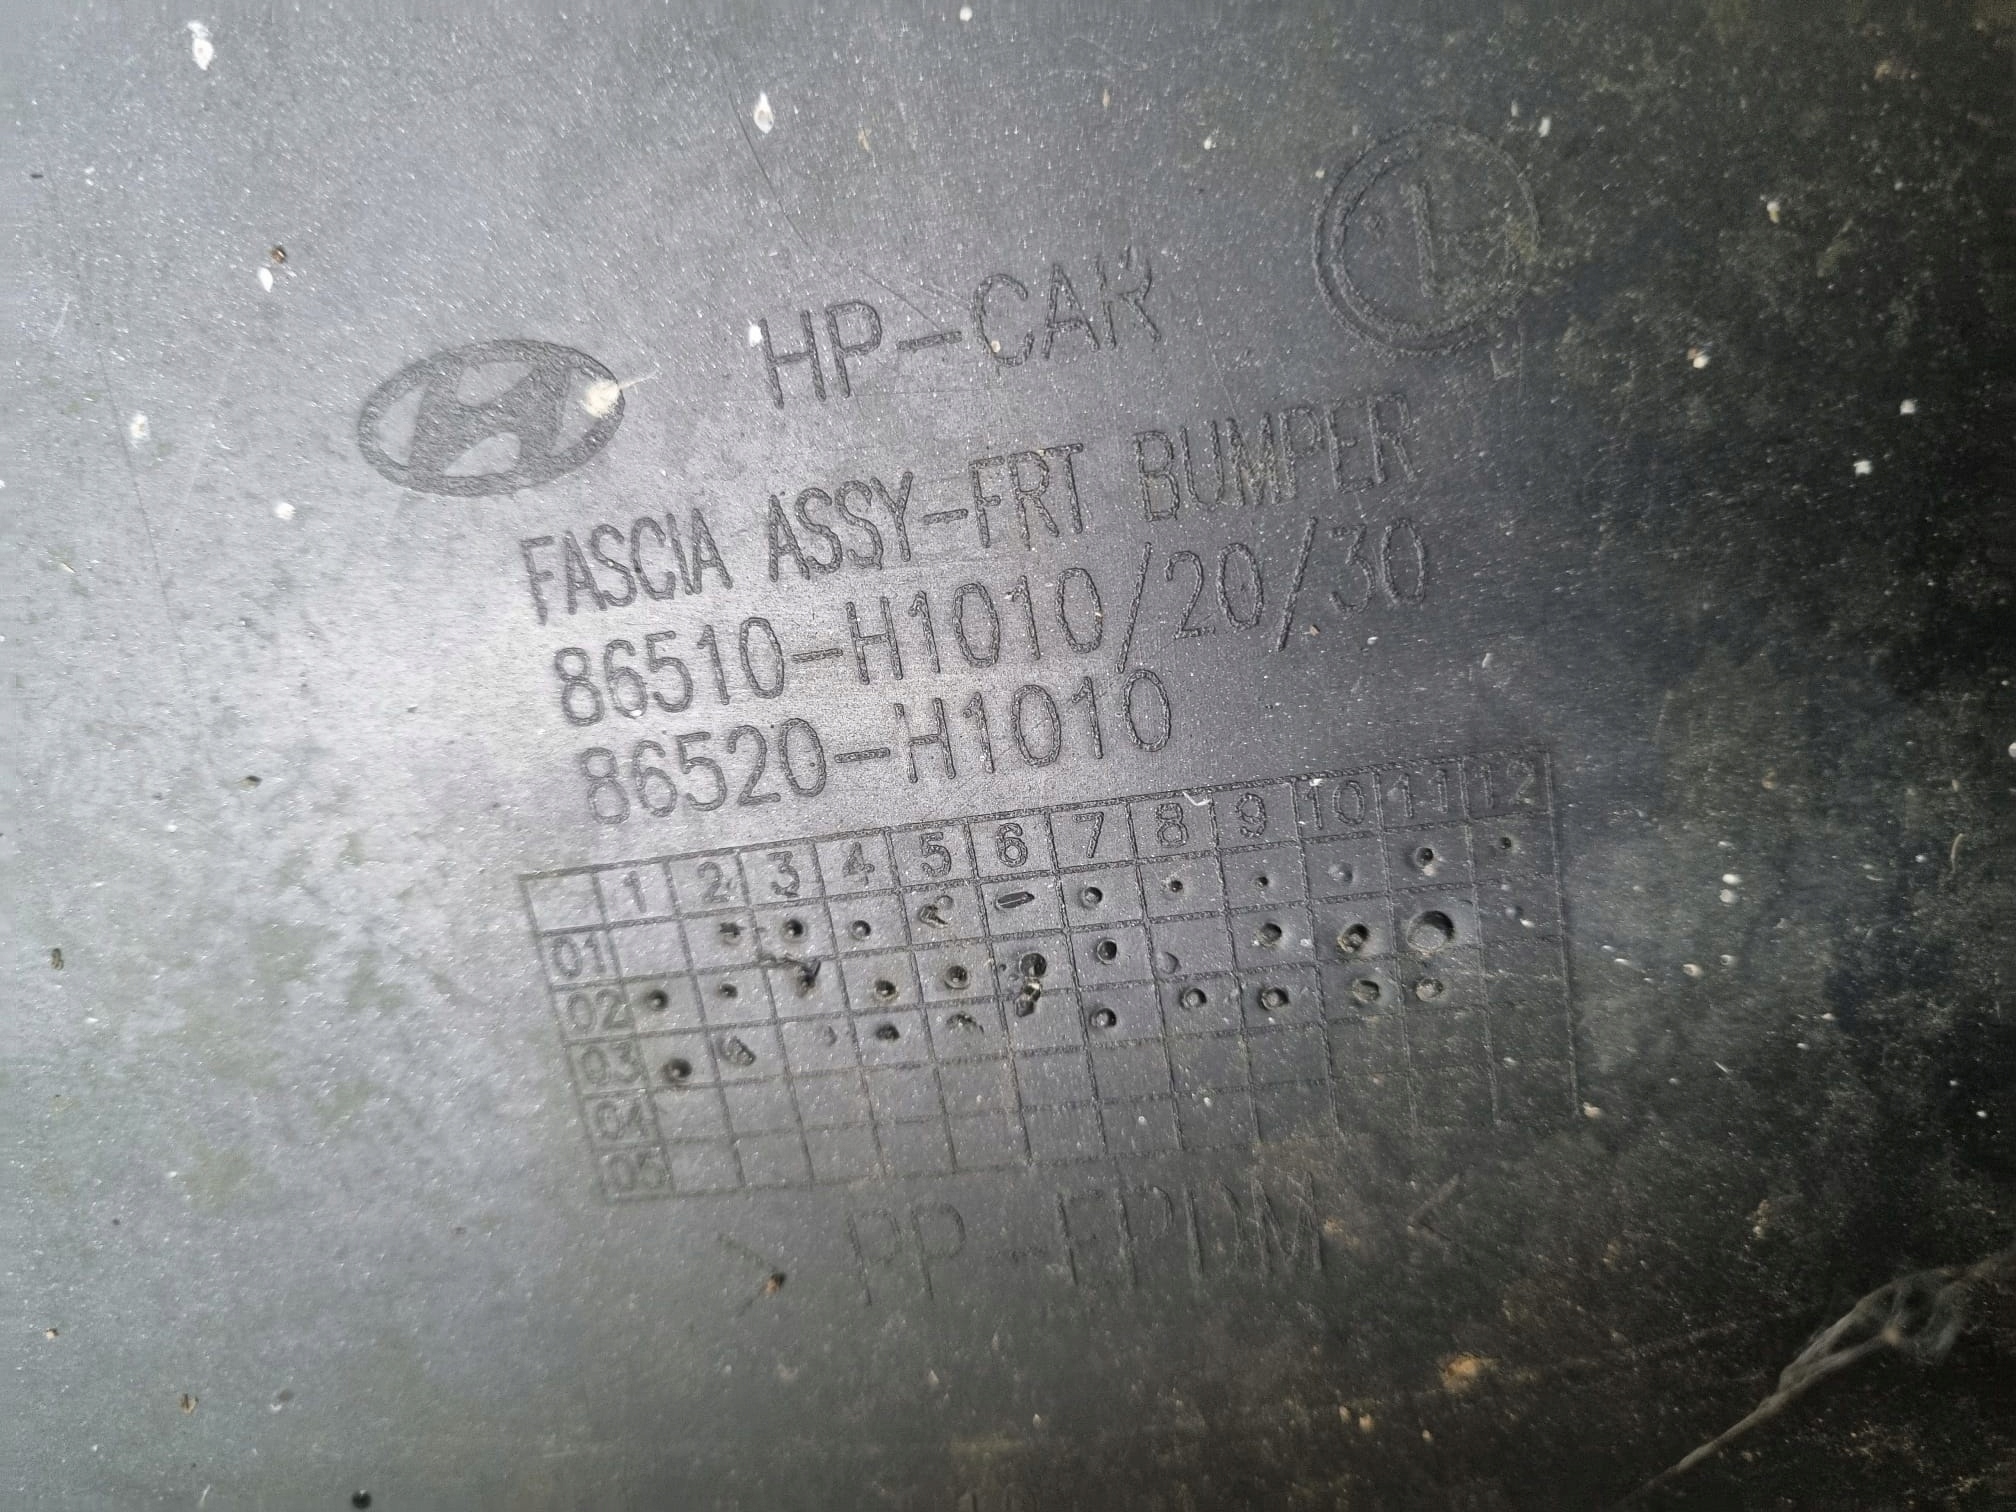 HP-CAR
L
FASCIA ASSY-FRT BUMPER
86510-H1010/20/30
86520-H1010
1 2 3 4 5 6 7 8 9 10 11 12
01
02
03
04
05
>PP-EPDM<